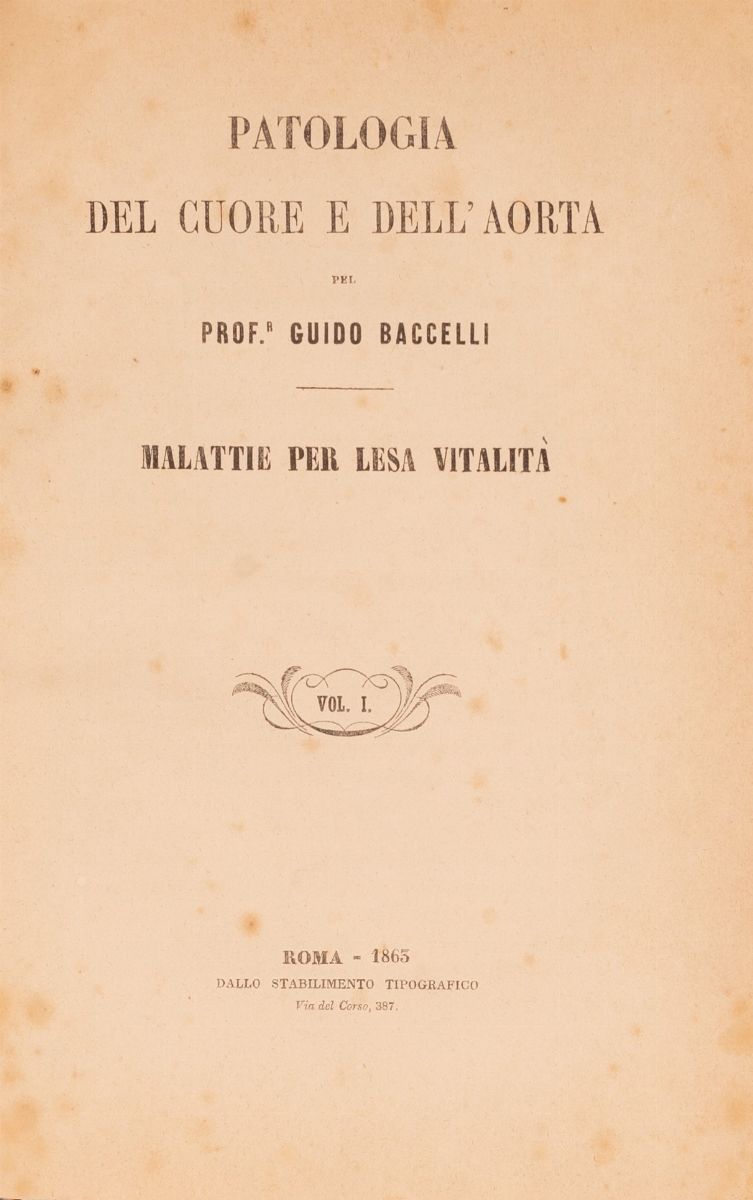 PATOLOGIA
DEL CUORE E DELL'AORTA
PEL
PROF.R GUIDO BACCELLI
MALATTIE PER LESA VITALITÀ
VOL. I.
ROMA - 1863
DALLO STABILIMENTO TIPOGRAFICO
Via del Corso, 387.